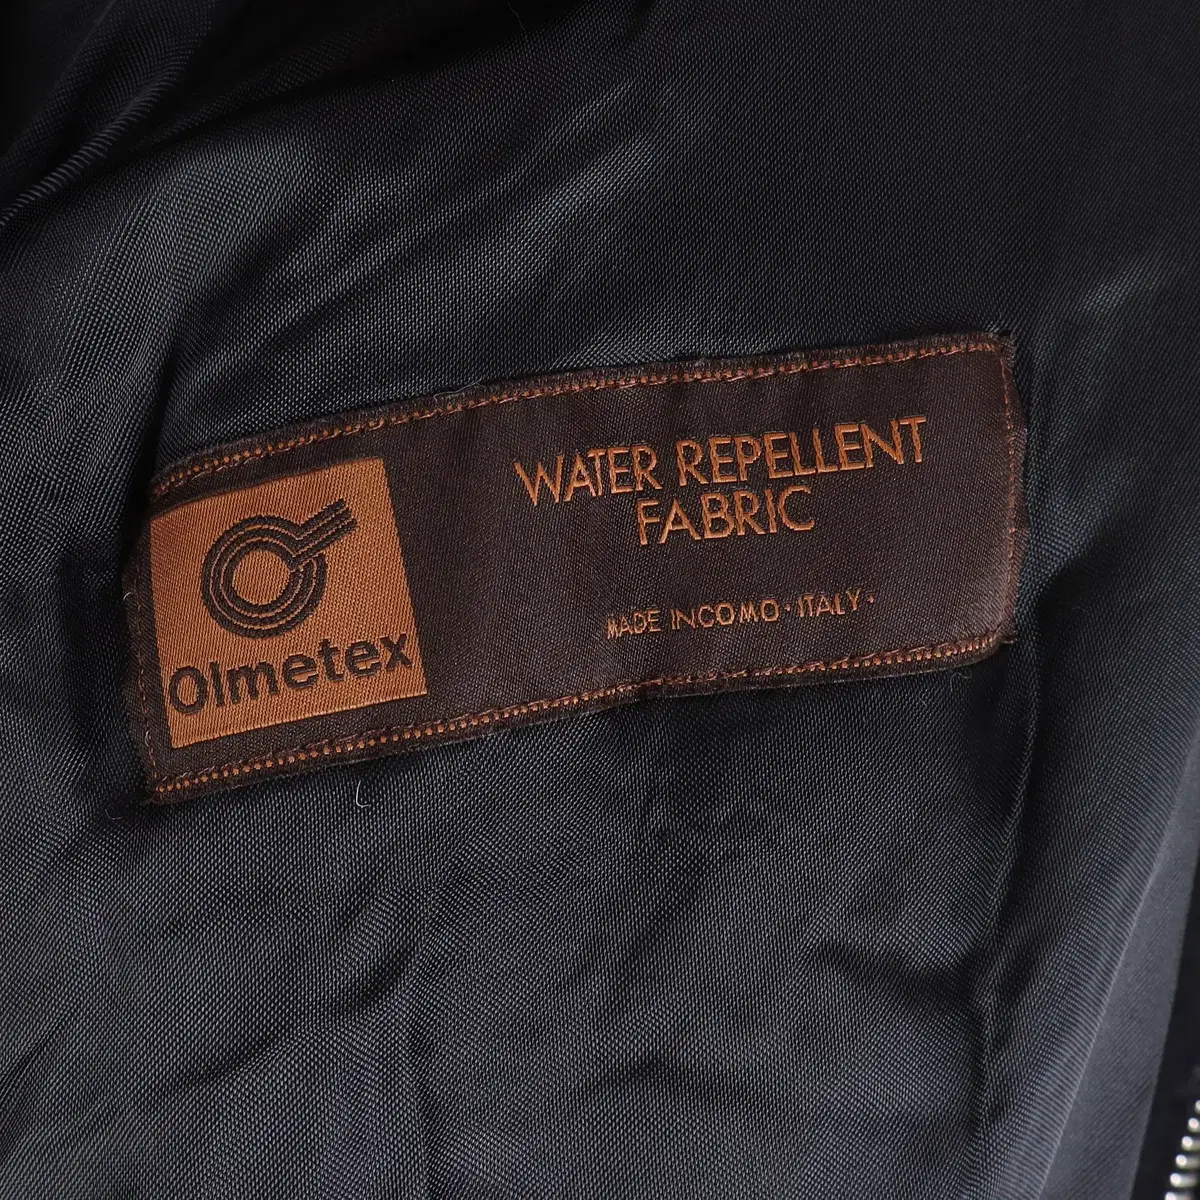 Olmetex
WATER REPELLENT
FABRIC
MADE INCOMO · ITALY ·